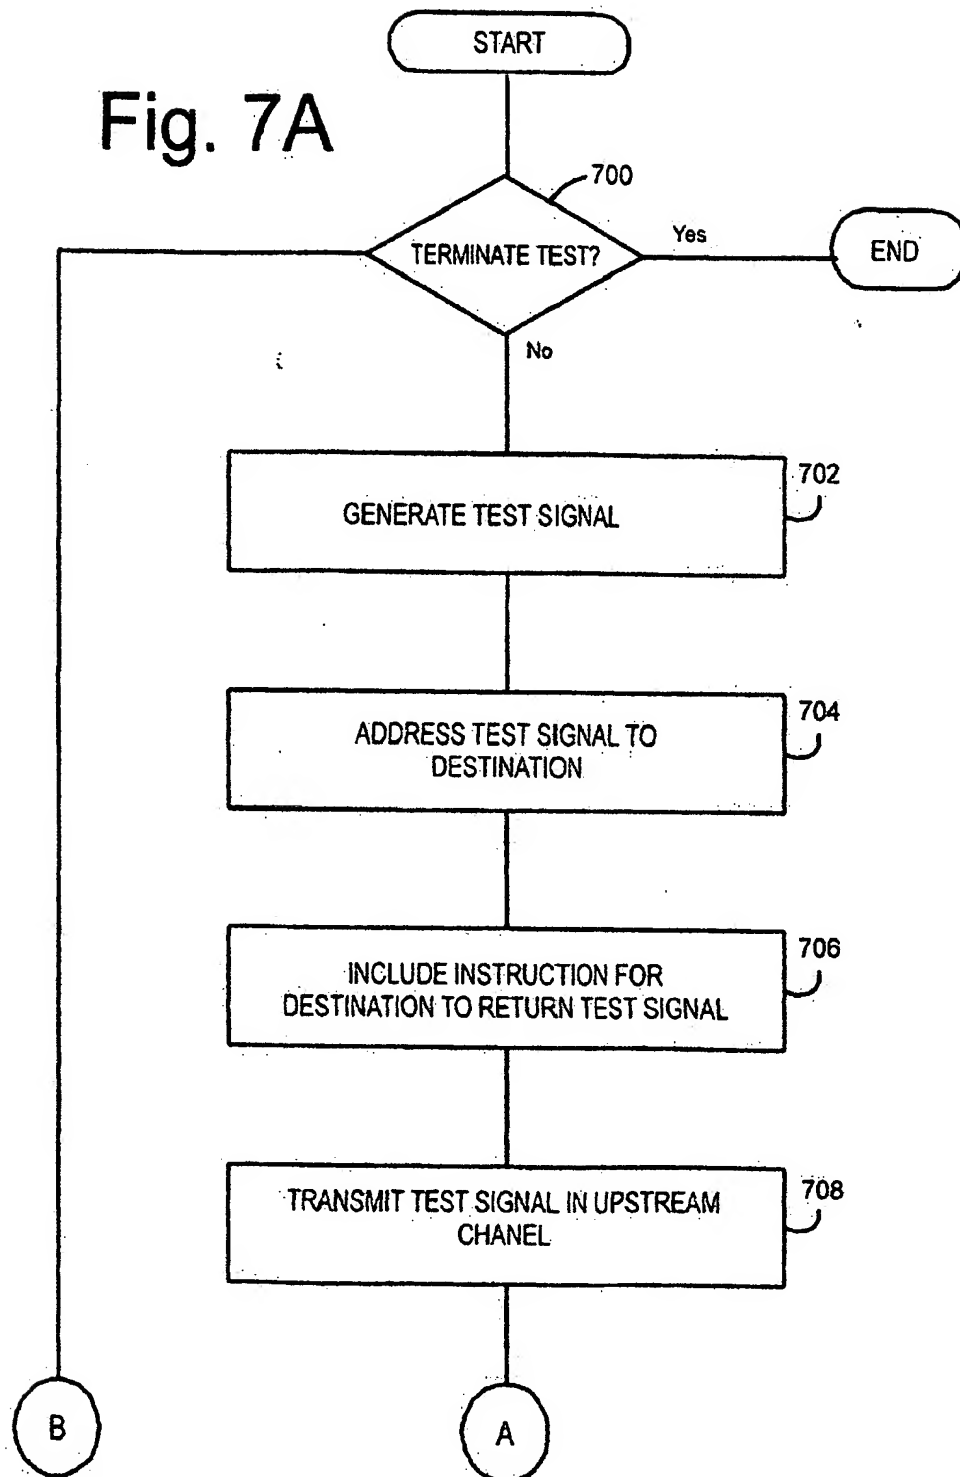 START
Fig. 7A
700
TERMINATE TEST?
Yes
END
No
702
GENERATE TEST SIGNAL
704
ADDRESS TEST SIGNAL TO
DESTINATION
706
INCLUDE INSTRUCTION FOR
DESTINATION TO RETURN TEST SIGNAL
708
TRANSMIT TEST SIGNAL IN UPSTREAM
CHANEL
B
A